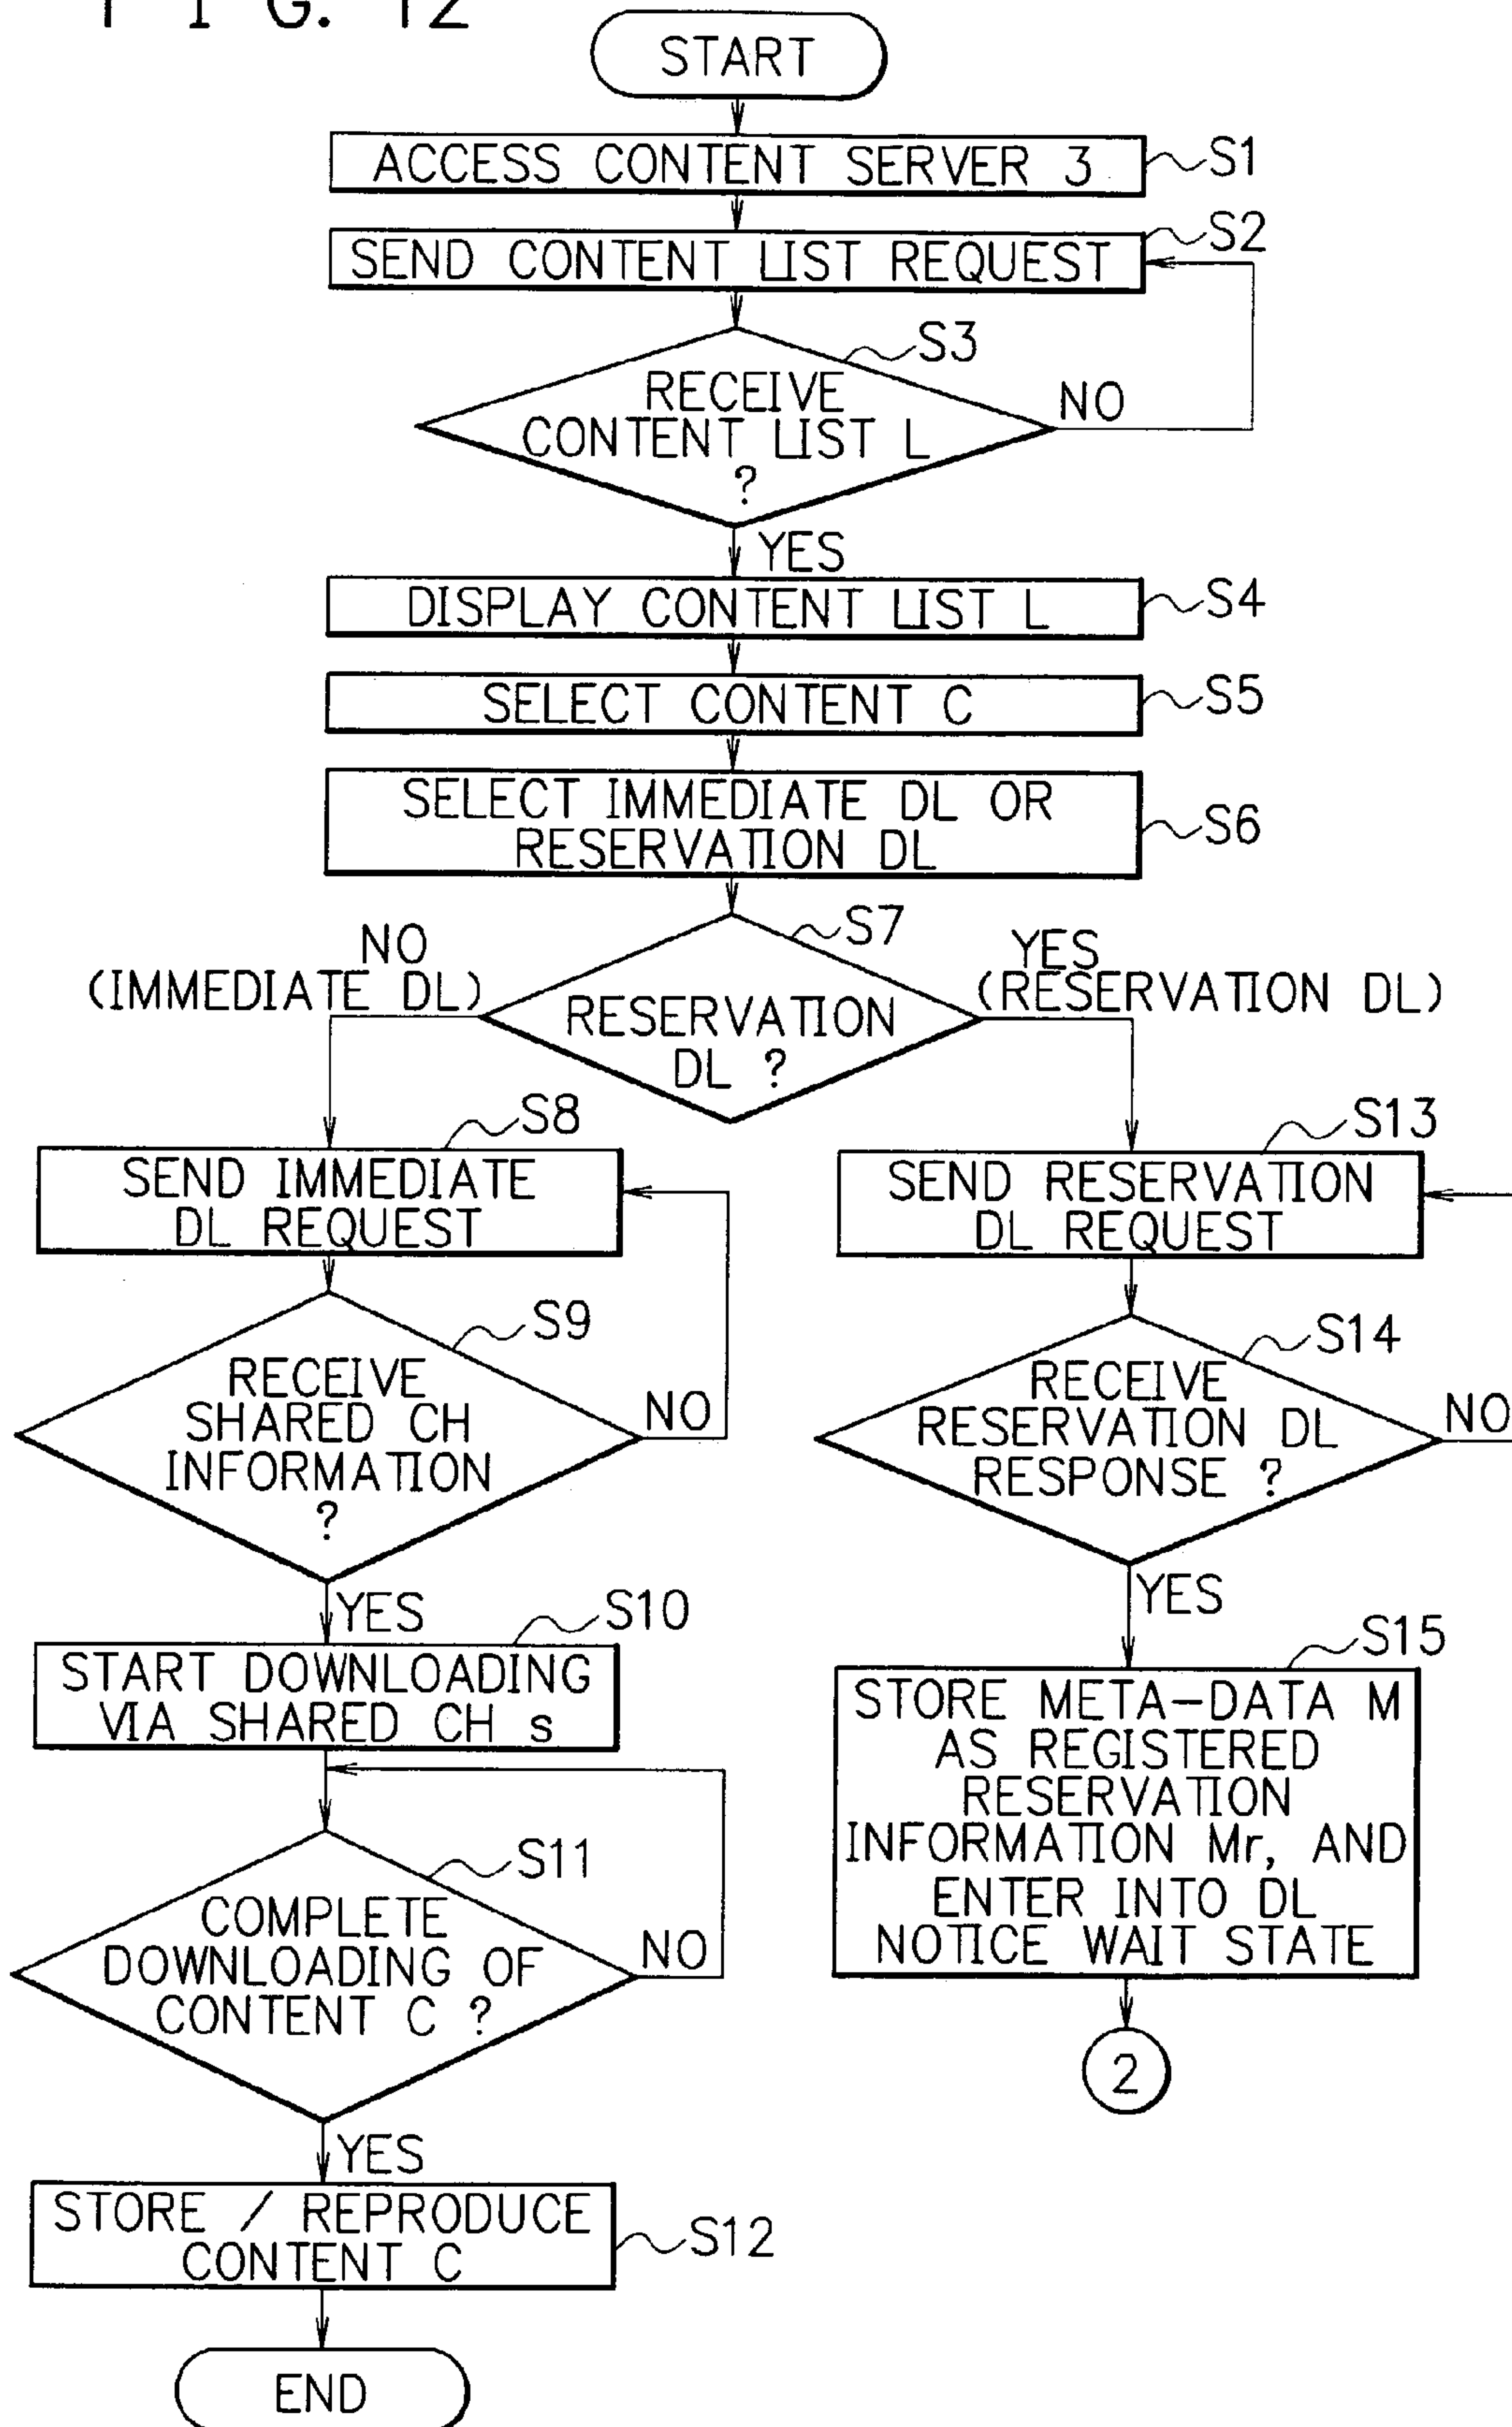 FIG. 12
START
ACCESS CONTENT SERVER 3
S1
SEND CONTENT LIST REQUEST
S2
S3
RECEIVE
CONTENT LIST L
?
NO
YES
DISPLAY CONTENT LIST L
S4
SELECT CONTENT C
S5
SELECT IMMEDIATE DL OR
RESERVATION DL
S6
S7
NO
(IMMEDIATE DL)
YES
(RESERVATION DL)
RESERVATION
DL ?
S8
SEND IMMEDIATE
DL REQUEST
S9
RECEIVE
SHARED CH
INFORMATION
?
NO
YES
S10
START DOWNLOADING
VIA SHARED CH s
S11
COMPLETE
DOWNLOADING OF
CONTENT C ?
NO
YES
STORE / REPRODUCE
CONTENT C
S12
END
S13
SEND RESERVATION
DL REQUEST
S14
RECEIVE
RESERVATION DL
RESPONSE ?
NO
YES
S15
STORE META-DATA M
AS REGISTERED
RESERVATION
INFORMATION Mr, AND
ENTER INTO DL
NOTICE WAIT STATE
2